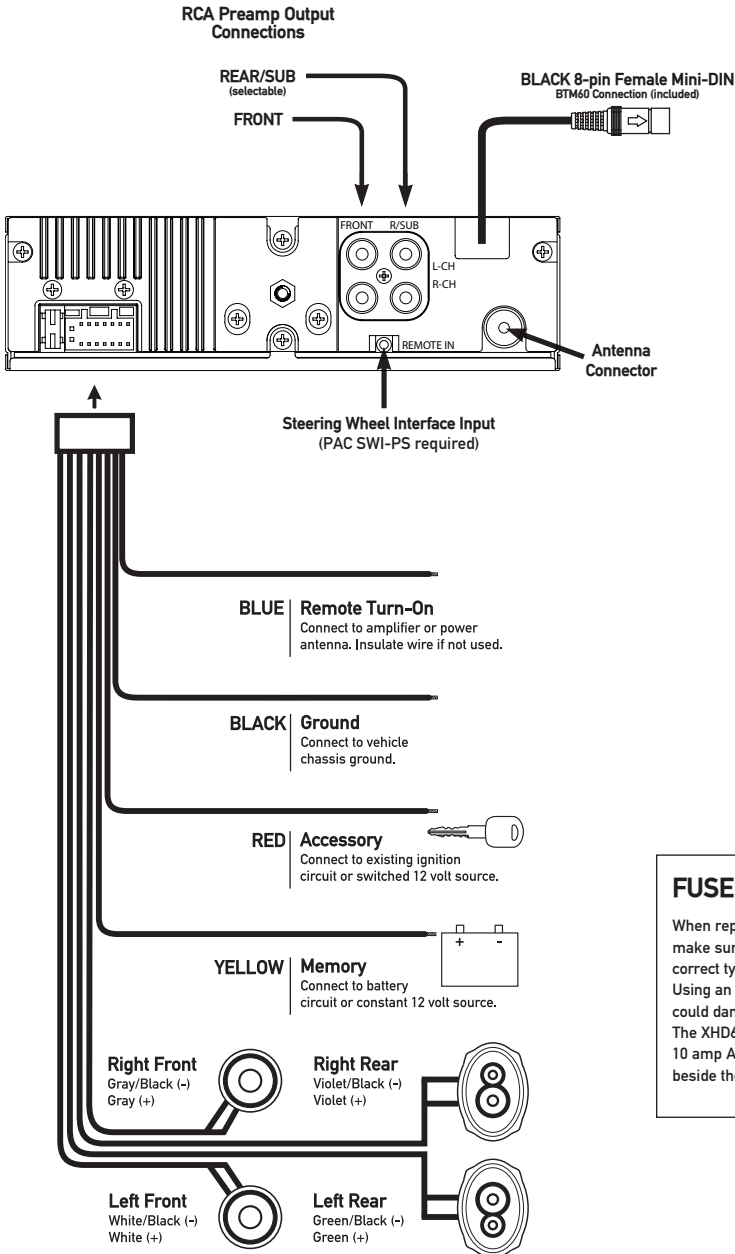 RCA Preamp Output
Connections
REAR/SUB
(selectable)
FRONT
BLACK 8-pin Female Mini-DIN
BTM60 Connection (included)
FRONT R/SUB
L-CH
R-CH
REMOTE IN
Antenna
Connector
Steering Wheel Interface Input
(PAC SWI-PS required)
BLUE Remote Turn-On
Connect to amplifier or power
antenna. Insulate wire if not used.
BLACK Ground
Connect to vehicle
chassis ground.
RED Accessory
Connect to existing ignition
circuit or switched 12 volt source.
+ -
YELLOW Memory
Connect to battery
circuit or constant 12 volt source.
FUSE
When rep
make sur
correct ty
Using an
could dam
The XHD6
10 amp A
beside the
Right Front
Gray/Black (-)
Gray (+)
Right Rear
Violet/Black (-)
Violet (+)
Left Front
White/Black (-)
White (+)
Left Rear
Green/Black (-)
Green (+)